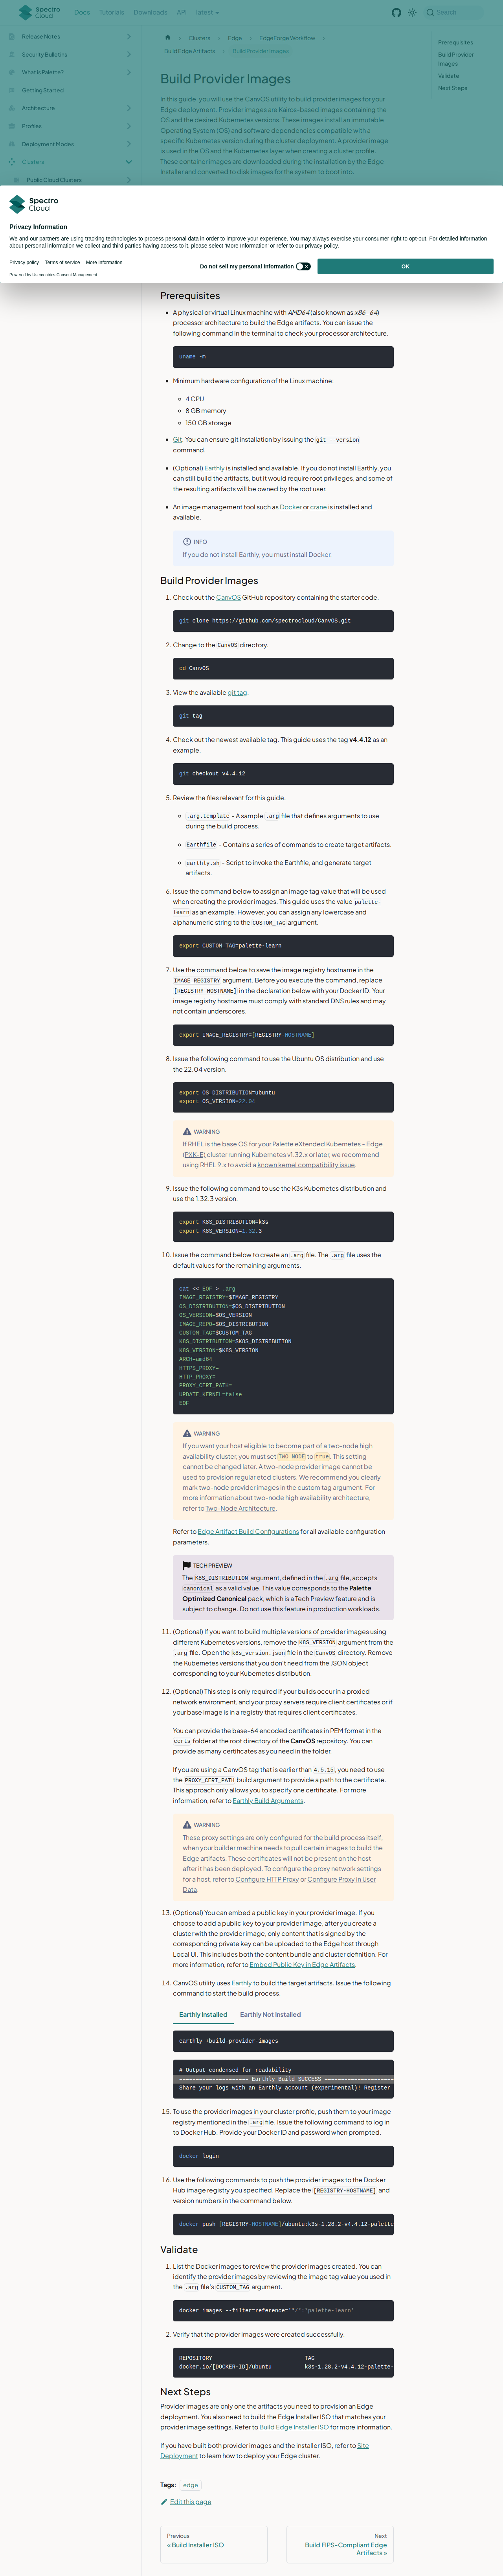 Spectro Cloud
Docs
Tutorials
Downloads
API
latest
Search
Release Notes
Security Bulletins
What is Palette?
Getting Started
Architecture
Profiles
Deployment Modes
Clusters
Public Cloud Clusters
Clusters
Edge
EdgeForge Workflow
Build Edge Artifacts
Build Provider Images
Prerequisites
Build Provider
Images
Validate
Next Steps
Build Provider Images
In this guide, you will use the CanvOS utility to build provider images for your
Edge deployment. Provider images are Kairos-based images containing the
OS and the desired Kubernetes versions. These images install an immutable
Operating System (OS) and software dependencies compatible with a
specific Kubernetes version during the cluster deployment. A provider image
is used in the OS and Kubernetes layer when creating a cluster profile.
These container images are downloaded during the installation by the Edge
Installer and converted to disk images for the system to boot into.
Spectro Cloud
Privacy Information
We and our partners are using tracking technologies to process personal data in order to improve your experience. You may always exercise your consumer right to opt-out. For detailed information
about personal information we collect and third parties having access to it, please select 'More Information' or refer to our privacy policy.
Privacy policy
Terms of service
More Information
Powered by Usercentrics Consent Management
Do not sell my personal information
OK
Prerequisites
A physical or virtual Linux machine with AMD64 (also known as x86_64)
processor architecture to build the Edge artifacts. You can issue the
following command in the terminal to check your processor architecture.
uname -m
Minimum hardware configuration of the Linux machine:
4 CPU
8 GB memory
150 GB storage
Git. You can ensure git installation by issuing the git --version
command.
(Optional) Earthly is installed and available. If you do not install Earthly, you
can still build the artifacts, but it would require root privileges, and some of
the resulting artifacts will be owned by the root user.
An image management tool such as Docker or crane is installed and
available.
INFO
If you do not install Earthly, you must install Docker.
Build Provider Images
1. Check out the CanvOS GitHub repository containing the starter code.
git clone https://github.com/spectrocloud/CanvOS.git
2. Change to the CanvOS directory.
cd CanvOS
3. View the available git tag.
git tag
4. Check out the newest available tag. This guide uses the tag v4.4.12 as an
example.
git checkout v4.4.12
5. Review the files relevant for this guide.
.arg.template - A sample .arg file that defines arguments to use
during the build process.
Earthfile - Contains a series of commands to create target artifacts.
earthly.sh - Script to invoke the Earthfile, and generate target
artifacts.
6. Issue the command below to assign an image tag value that will be used
when creating the provider images. This guide uses the value palette-
learn as an example. However, you can assign any lowercase and
alphanumeric string to the CUSTOM_TAG argument.
export CUSTOM_TAG=palette-learn
7. Use the command below to save the image registry hostname in the
IMAGE_REGISTRY argument. Before you execute the command, replace
[REGISTRY-HOSTNAME] in the declaration below with your Docker ID. Your
image registry hostname must comply with standard DNS rules and may
not contain underscores.
export IMAGE_REGISTRY=[REGISTRY-HOSTNAME]
8. Issue the following command to use the Ubuntu OS distribution and use
the 22.04 version.
export OS_DISTRIBUTION=ubuntu
export OS_VERSION=22.04
WARNING
If RHEL is the base OS for your Palette eXtended Kubernetes - Edge
(PXK-E) cluster running Kubernetes v1.32.x or later, we recommend
using RHEL 9.x to avoid a known kernel compatibility issue.
9. Issue the following command to use the K3s Kubernetes distribution and
use the 1.32.3 version.
export K8S_DISTRIBUTION=k3s
export K8S_VERSION=1.32.3
10. Issue the command below to create an .arg file. The .arg file uses the
default values for the remaining arguments.
cat << EOF > .arg
IMAGE_REGISTRY=$IMAGE_REGISTRY
OS_DISTRIBUTION=$OS_DISTRIBUTION
OS_VERSION=$OS_VERSION
IMAGE_REPO=$OS_DISTRIBUTION
CUSTOM_TAG=$CUSTOM_TAG
K8S_DISTRIBUTION=$K8S_DISTRIBUTION
K8S_VERSION=$K8S_VERSION
ARCH=amd64
HTTPS_PROXY=
HTTP_PROXY=
PROXY_CERT_PATH=
UPDATE_KERNEL=false
EOF
WARNING
If you want your host eligible to become part of a two-node high
availability cluster, you must set TWO_NODE to true. This setting
cannot be changed later. A two-node provider image cannot be
used to provision regular etcd clusters. We recommend you clearly
mark two-node provider images in the custom tag argument. For
more information about two-node high availability architecture,
refer to Two-Node Architecture.
Refer to Edge Artifact Build Configurations for all available configuration
parameters.
TECH PREVIEW
The K8S_DISTRIBUTION argument, defined in the .arg file, accepts
canonical as a valid value. This value corresponds to the Palette
Optimized Canonical pack, which is a Tech Preview feature and is
subject to change. Do not use this feature in production workloads.
11. (Optional) If you want to build multiple versions of provider images using
different Kubernetes versions, remove the K8S_VERSION argument from the
.arg file. Open the k8s_version.json file in the CanvOS directory. Remove
the Kubernetes versions that you don't need from the JSON object
corresponding to your Kubernetes distribution.
12. (Optional) This step is only required if your builds occur in a proxied
network environment, and your proxy servers require client certificates or if
your base image is in a registry that requires client certificates.
You can provide the base-64 encoded certificates in PEM format in the
certs folder at the root directory of the CanvOS repository. You can
provide as many certificates as you need in the folder.
If you are using a CanvOS tag that is earlier than 4.5.15, you need to use
the PROXY_CERT_PATH build argument to provide a path to the certificate.
This approach only allows you to specify one certificate. For more
information, refer to Earthly Build Arguments.
WARNING
These proxy settings are only configured for the build process itself,
when your builder machine needs to pull certain images to build the
Edge artifacts. These certificates will not be present on the host
after it has been deployed. To configure the proxy network settings
for a host, refer to Configure HTTP Proxy or Configure Proxy in User
Data.
13. (Optional) You can embed a public key in your provider image. If you
choose to add a public key to your provider image, after you create a
cluster with the provider image, only content that is signed by the
corresponding private key can be uploaded to the Edge host through
Local UI. This includes both the content bundle and cluster definition. For
more information, refer to Embed Public Key in Edge Artifacts.
14. CanvOS utility uses Earthly to build the target artifacts. Issue the following
command to start the build process.
Earthly Installed
Earthly Not Installed
earthly +build-provider-images
# Output condensed for readability
===================== Earthly Build SUCCESS =====================
Share your logs with an Earthly account (experimental)! Register
15. To use the provider images in your cluster profile, push them to your image
registry mentioned in the .arg file. Issue the following command to log in
to Docker Hub. Provide your Docker ID and password when prompted.
docker login
16. Use the following commands to push the provider images to the Docker
Hub image registry you specified. Replace the [REGISTRY-HOSTNAME] and
version numbers in the command below.
docker push [REGISTRY-HOSTNAME]/ubuntu:k3s-1.28.2-v4.4.12-palette
Validate
1. List the Docker images to review the provider images created. You can
identify the provider images by reviewing the image tag value you used in
the .arg file's CUSTOM_TAG argument.
docker images --filter=reference='*/*:*palette-learn'
2. Verify that the provider images were created successfully.
REPOSITORY TAG
docker.io/[DOCKER-ID]/ubuntu k3s-1.28.2-v4.4.12-palette-
Next Steps
Provider images are only one the artifacts you need to provision an Edge
deployment. You also need to build the Edge Installer ISO that matches your
provider image settings. Refer to Build Edge Installer ISO for more information.
If you have built both provider images and the installer ISO, refer to Site
Deployment to learn how to deploy your Edge cluster.
Tags: edge
Edit this page
Previous
« Build Installer ISO
Next
Build FIPS-Compliant Edge
Artifacts »